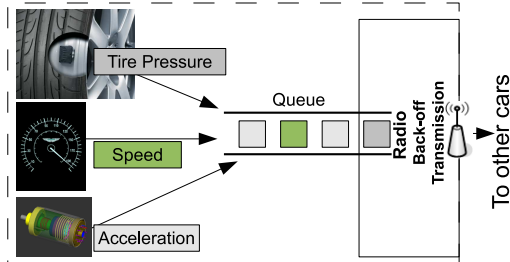 Tire Pressure
Queue
Speed
Acceleration
Radio
Back-off
Transmission
To other cars